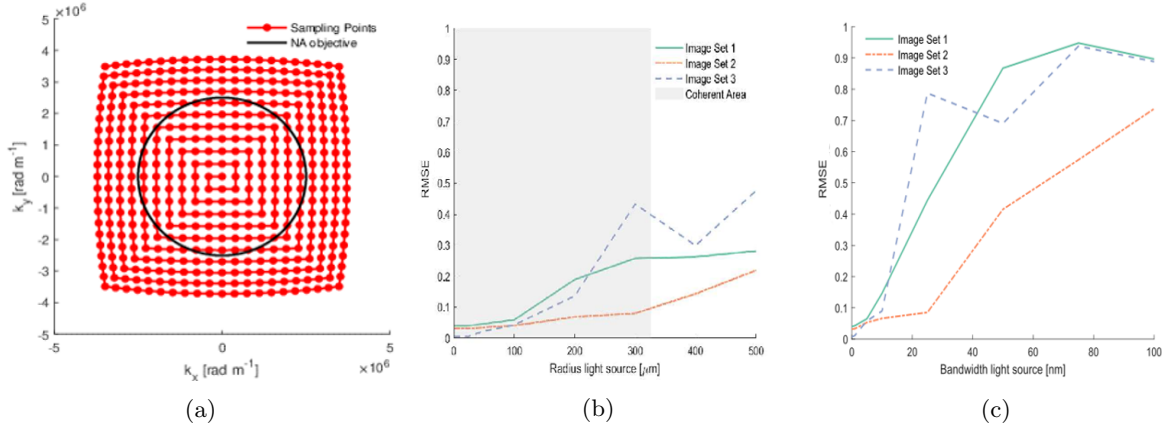 ×10⁶
Sampling Points
NA objective
5
4
3
2
1
0
-1
-2
-3
-4
-5
k_y [rad m⁻¹]
-5
0
5
k_x [rad m⁻¹]
×10⁶
(a)
Image Set 1
Image Set 2
Image Set 3
Coherent Area
1
0.9
0.8
0.7
0.6
0.5
0.4
0.3
0.2
0.1
0
RMSE
0
100
200
300
400
500
Radius light source [μm]
(b)
Image Set 1
Image Set 2
Image Set 3
1
0.9
0.8
0.7
0.6
0.5
0.4
0.3
0.2
0.1
0
RMSE
0
20
40
60
80
100
Bandwidth light source [nm]
(c)